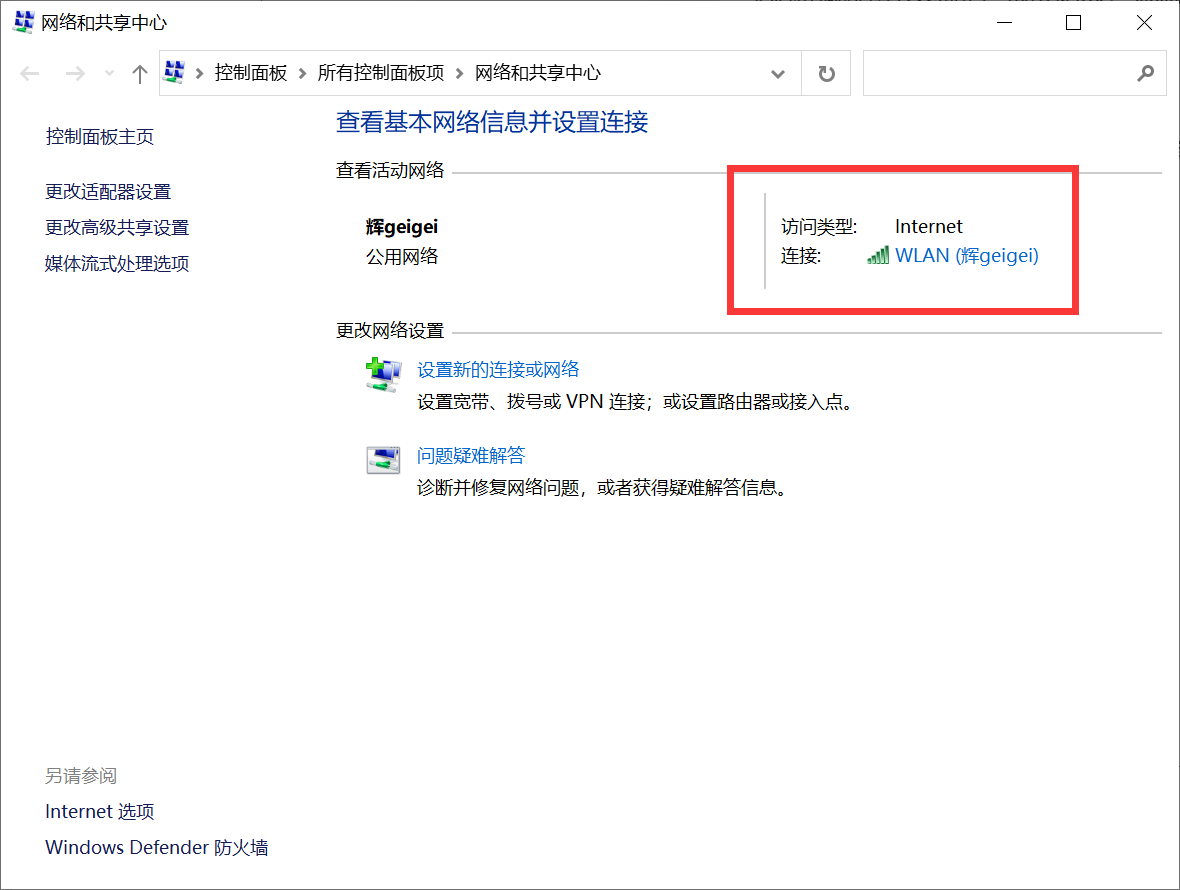 网络和共享中心
控制面板 > 所有控制面板项 > 网络和共享中心
控制面板主页
更改适配器设置
更改高级共享设置
媒体流式处理选项
查看基本网络信息并设置连接
查看活动网络
辉geigei
公用网络
访问类型: Internet
连接: WLAN (辉geigei)
更改网络设置
设置新的连接或网络
设置宽带、拨号或 VPN 连接；或设置路由器或接入点。
问题疑难解答
诊断并修复网络问题，或者获得疑难解答信息。
另请参阅
Internet 选项
Windows Defender 防火墙